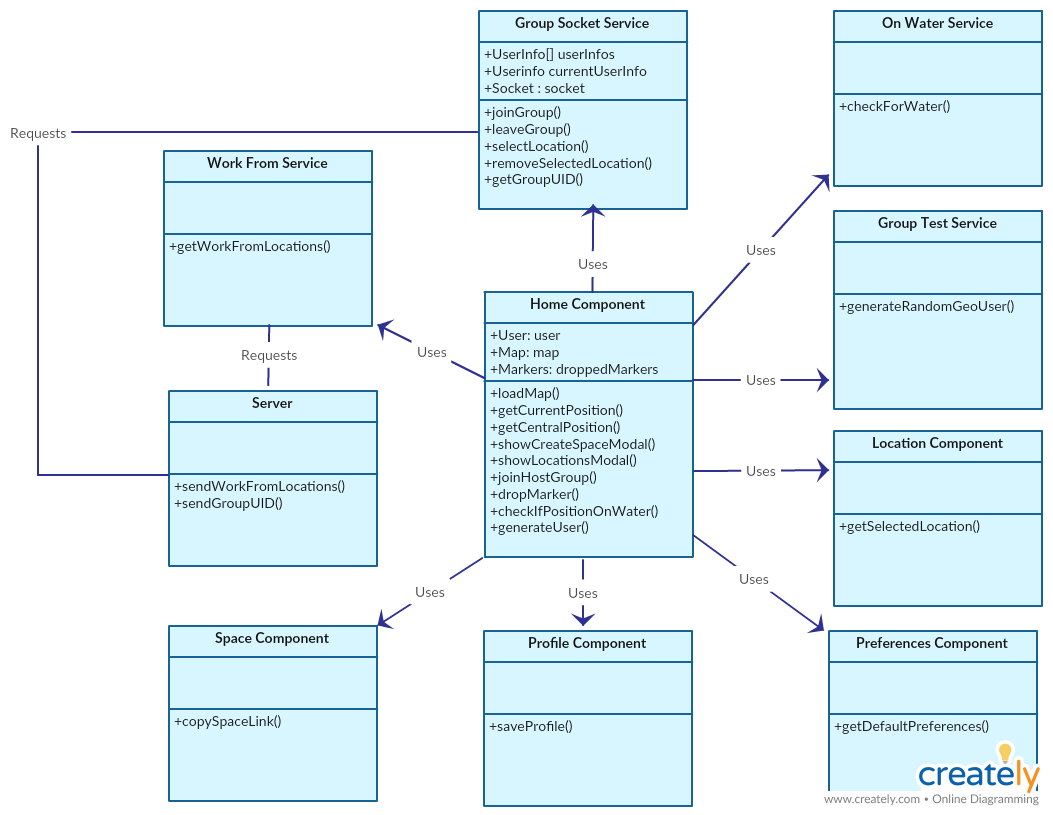 Group Socket Service
+UserInfo[] userInfos
+Userinfo currentUserInfo
+Socket : socket
+joinGroup()
+leaveGroup()
+selectLocation()
+removeSelectedLocation()
+getGroupUID()
On Water Service
+checkForWater()
Requests
Work From Service
+getWorkFromLocations()
Uses
Uses
Group Test Service
+generateRandomGeoUser()
Home Component
+User: user
+Map: map
+Markers: droppedMarkers
+loadMap()
+getCurrentPosition()
+getCentralPosition()
+showCreateSpaceModal()
+showLocationsModal()
+joinHostGroup()
+dropMarker()
+checkIfPositionOnWater()
+generateUser()
Uses
Requests
Uses
Server
+sendWorkFromLocations()
+sendGroupUID()
Uses
Location Component
+getSelectedLocation()
Uses
Uses
Uses
Space Component
+copySpaceLink()
Profile Component
+saveProfile()
Preferences Component
+getDefaultPreferences()
creately
www.creately.com • Online Diagramming